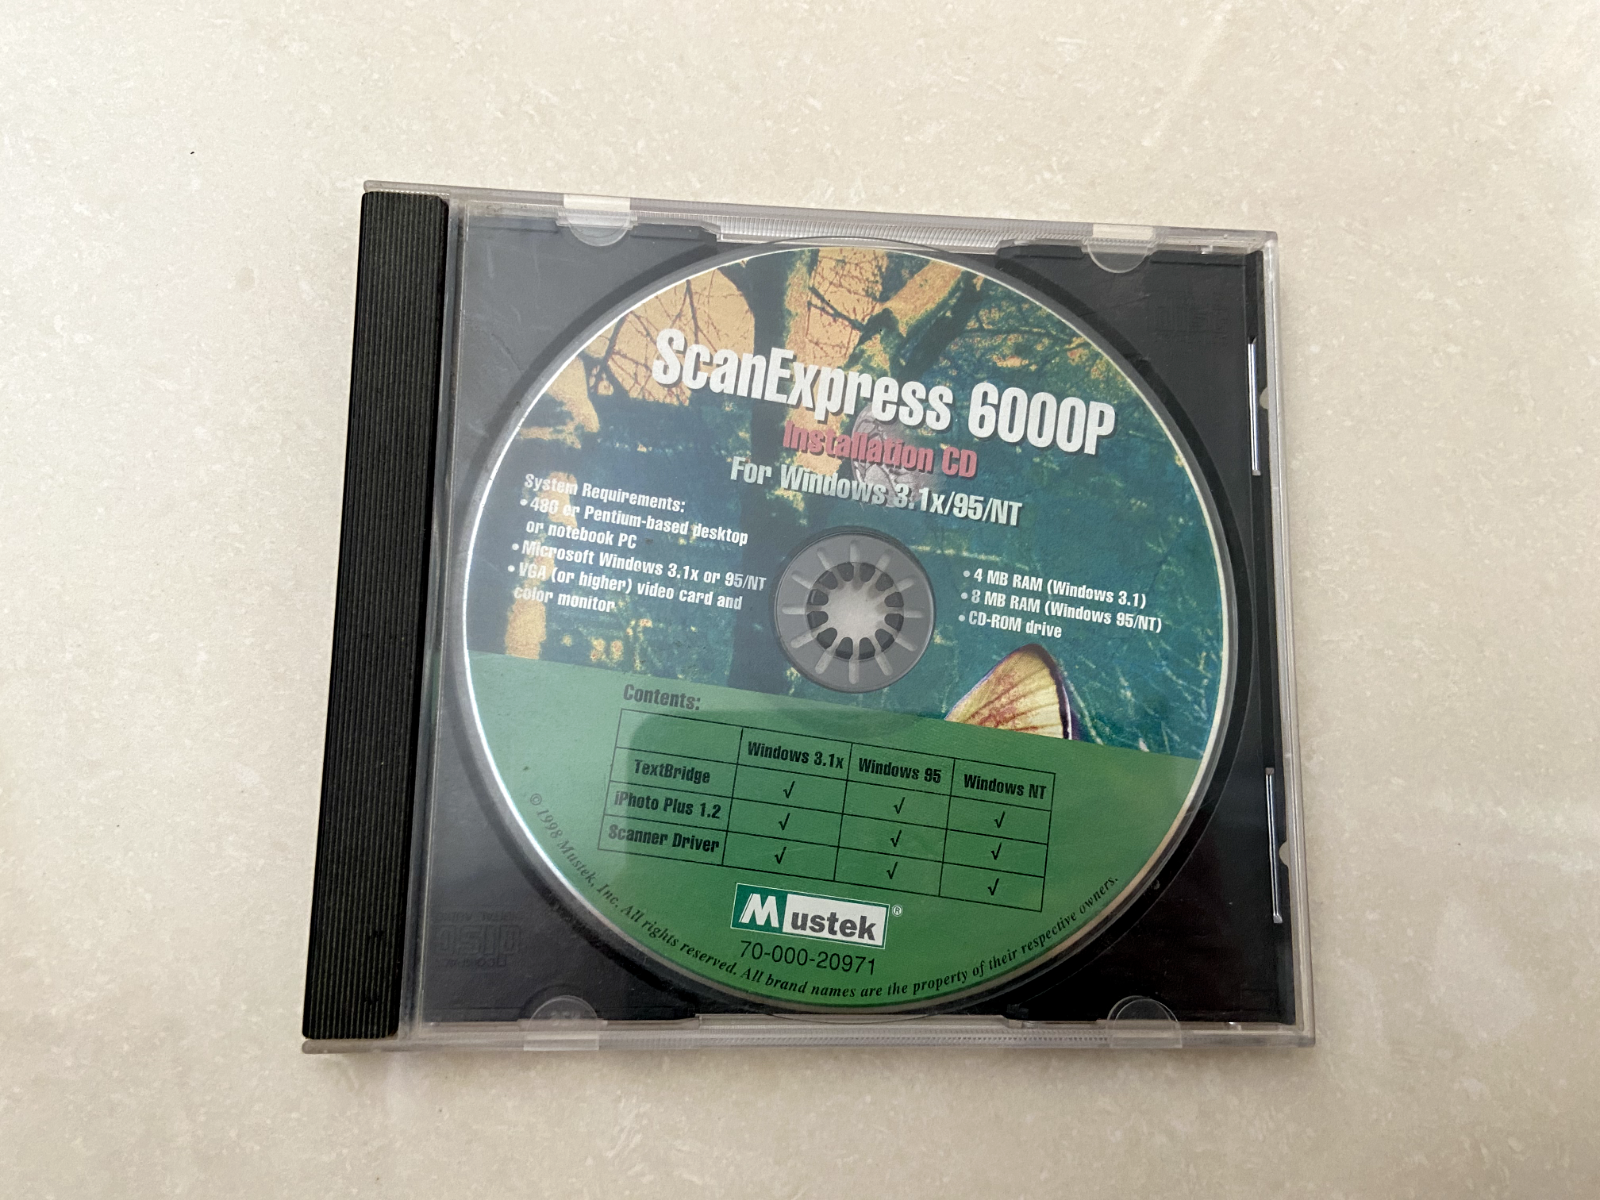 ScanExpress 6000P
Installation CD
For Windows 3.1x/95/NT
System Requirements:
• 486 or Pentium-based desktop
or notebook PC
• Microsoft Windows 3.1x or 95/NT
• VGA (or higher) video card and
color monitor
• 4 MB RAM (Windows 3.1)
• 8 MB RAM (Windows 95/NT)
• CD-ROM drive
Contents:
Windows 3.1x Windows 95 Windows NT
TextBridge √ √ √
iPhoto Plus 1.2 √ √ √
Scanner Driver √ √ √
Mustek®
70-000-20971
© 1998 Mustek, Inc. All rights reserved. All brand names are the property of their respective owners.